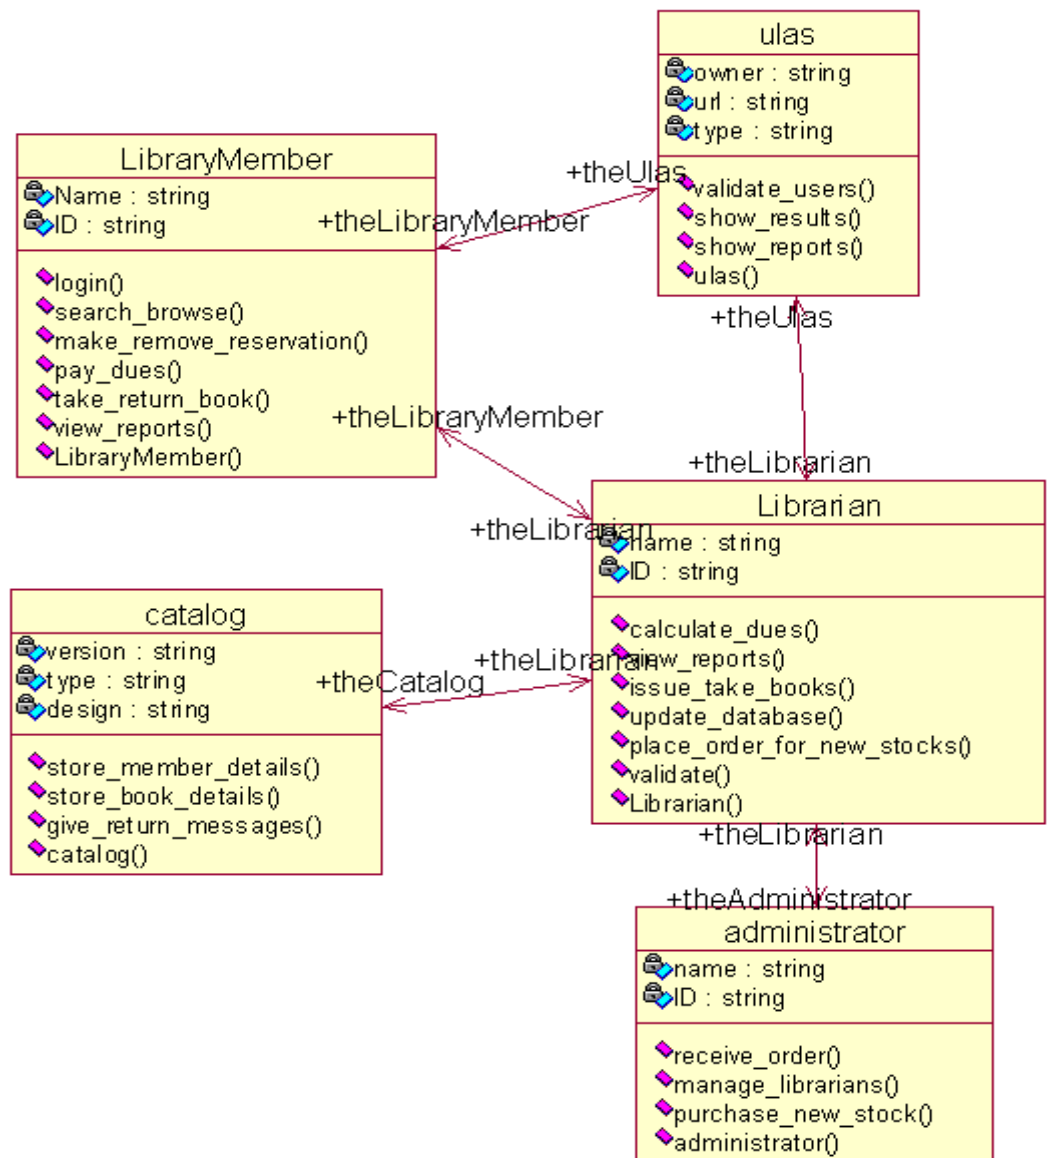 ulas
owner : string
url : string
type : string
validate_users()
show_results()
show_reports()
ulas()
LibraryMember
Name : string
ID : string
login()
search_browse()
make_remove_reservation()
pay_dues()
take_return_book()
view_reports()
LibraryMember()
+theUlas
+theLibraryMember
+theUlas
+theLibrarian
+theLibraryMember
+theLibrarian
Librarian
name : string
ID : string
calculate_dues()
view_reports()
issue_take_books()
update_database()
place_order_for_new_stocks()
validate()
Librarian()
catalog
version : string
type : string
design : string
store_member_details()
store_book_details()
give_return_messages()
catalog()
+theLibrarian
+theCatalog
+theLibrarian
+theAdministrator
administrator
name : string
ID : string
receive_order()
manage_librarians()
purchase_new_stock()
administrator()